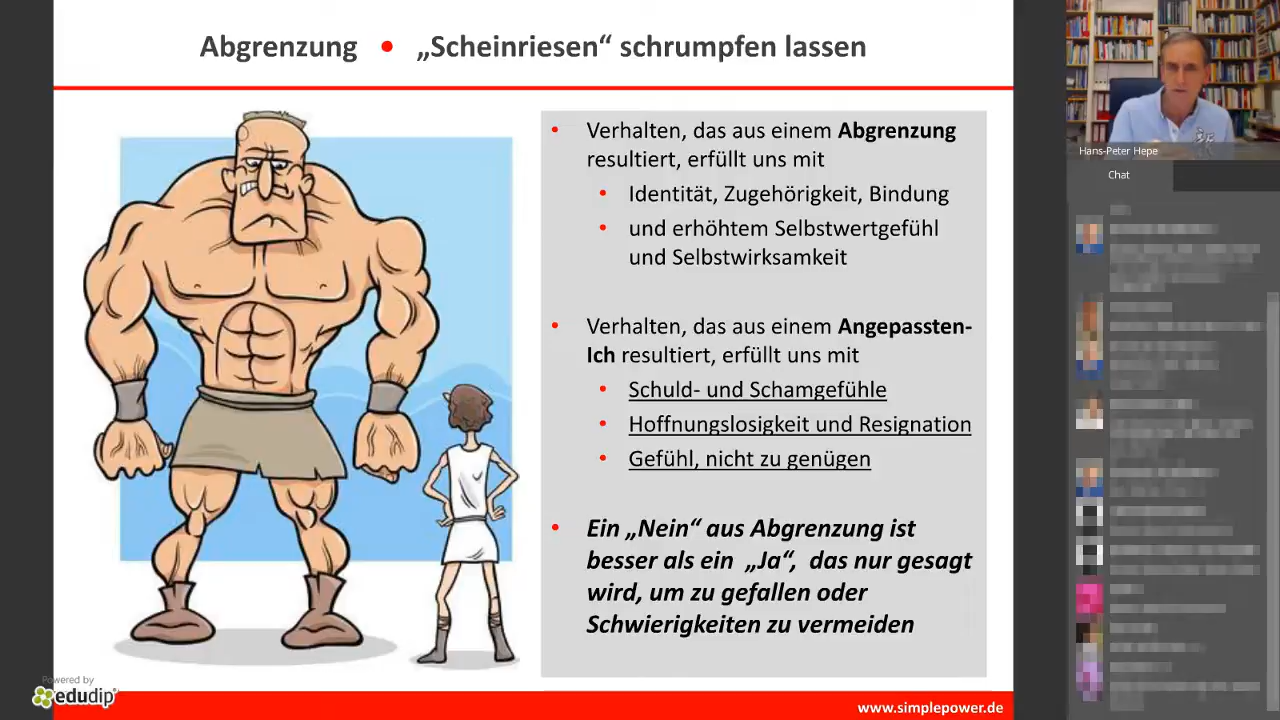 Abgrenzung • „Scheinriesen“ schrumpfen lassen
• Verhalten, das aus einem Abgrenzung
resultiert, erfüllt uns mit
• Identität, Zugehörigkeit, Bindung
• und erhöhtem Selbstwertgefühl
und Selbstwirksamkeit
• Verhalten, das aus einem Angepassten-
Ich resultiert, erfüllt uns mit
• Schuld- und Schamgefühle
• Hoffnungslosigkeit und Resignation
• Gefühl, nicht zu genügen
• Ein „Nein“ aus Abgrenzung ist
besser als ein „Ja“, das nur gesagt
wird, um zu gefallen oder
Schwierigkeiten zu vermeiden
Powered by
edudip
www.simplepower.de
Hans-Peter Hepe
Chat